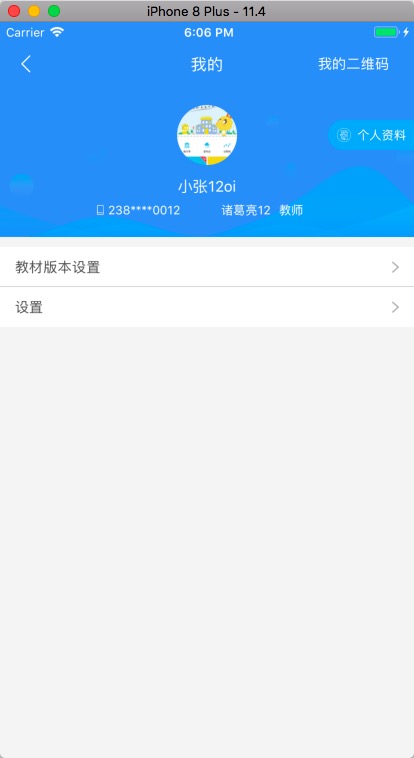 iPhone 8 Plus - 11.4
Carrier 6:06 PM
我的 我的二维码
个人资料
小张12oi
238****0012 诸葛亮12 教师
教材版本设置
设置